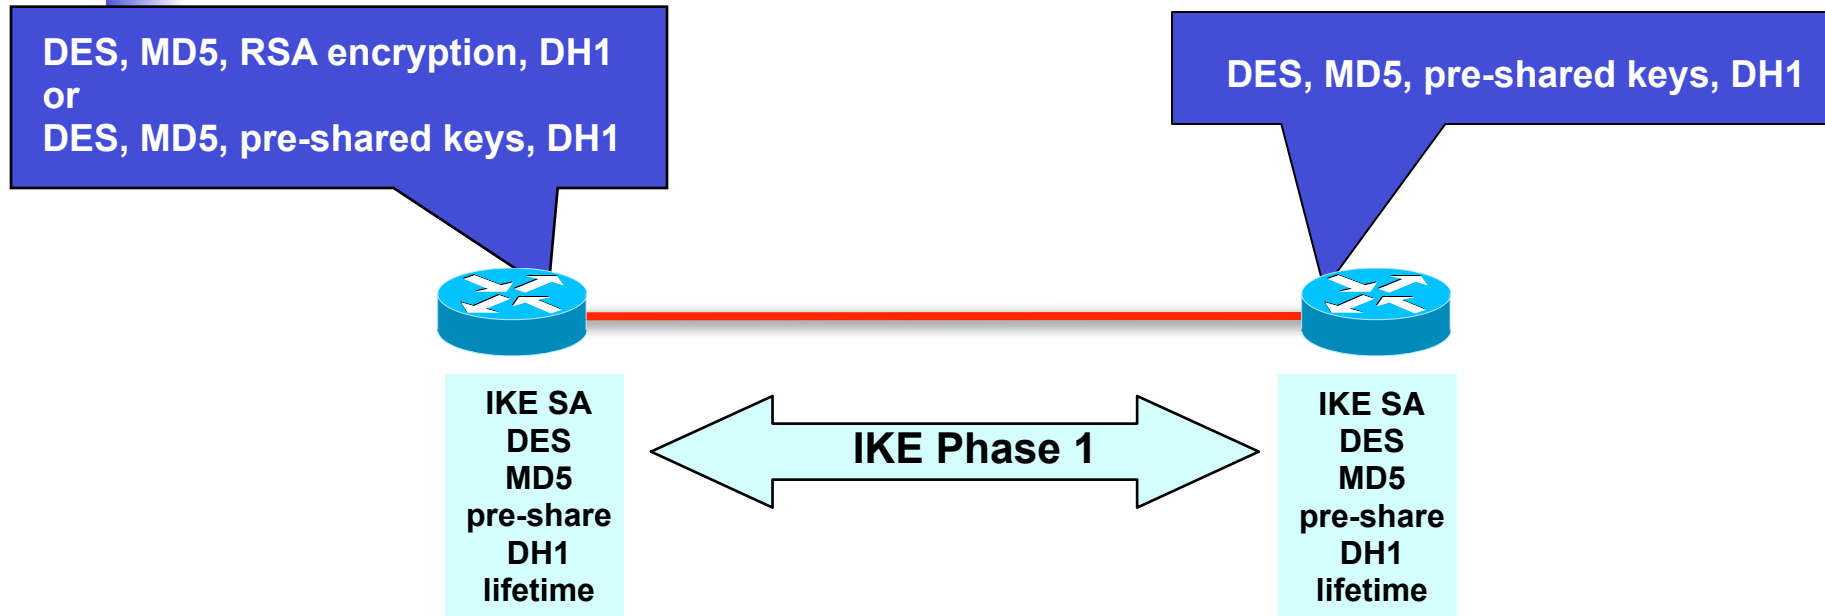 DES, MD5, RSA encryption, DH1
or
DES, MD5, pre-shared keys, DH1
DES, MD5, pre-shared keys, DH1
IKE SA
DES
MD5
pre-share
DH1
lifetime
IKE Phase 1
IKE SA
DES
MD5
pre-share
DH1
lifetime